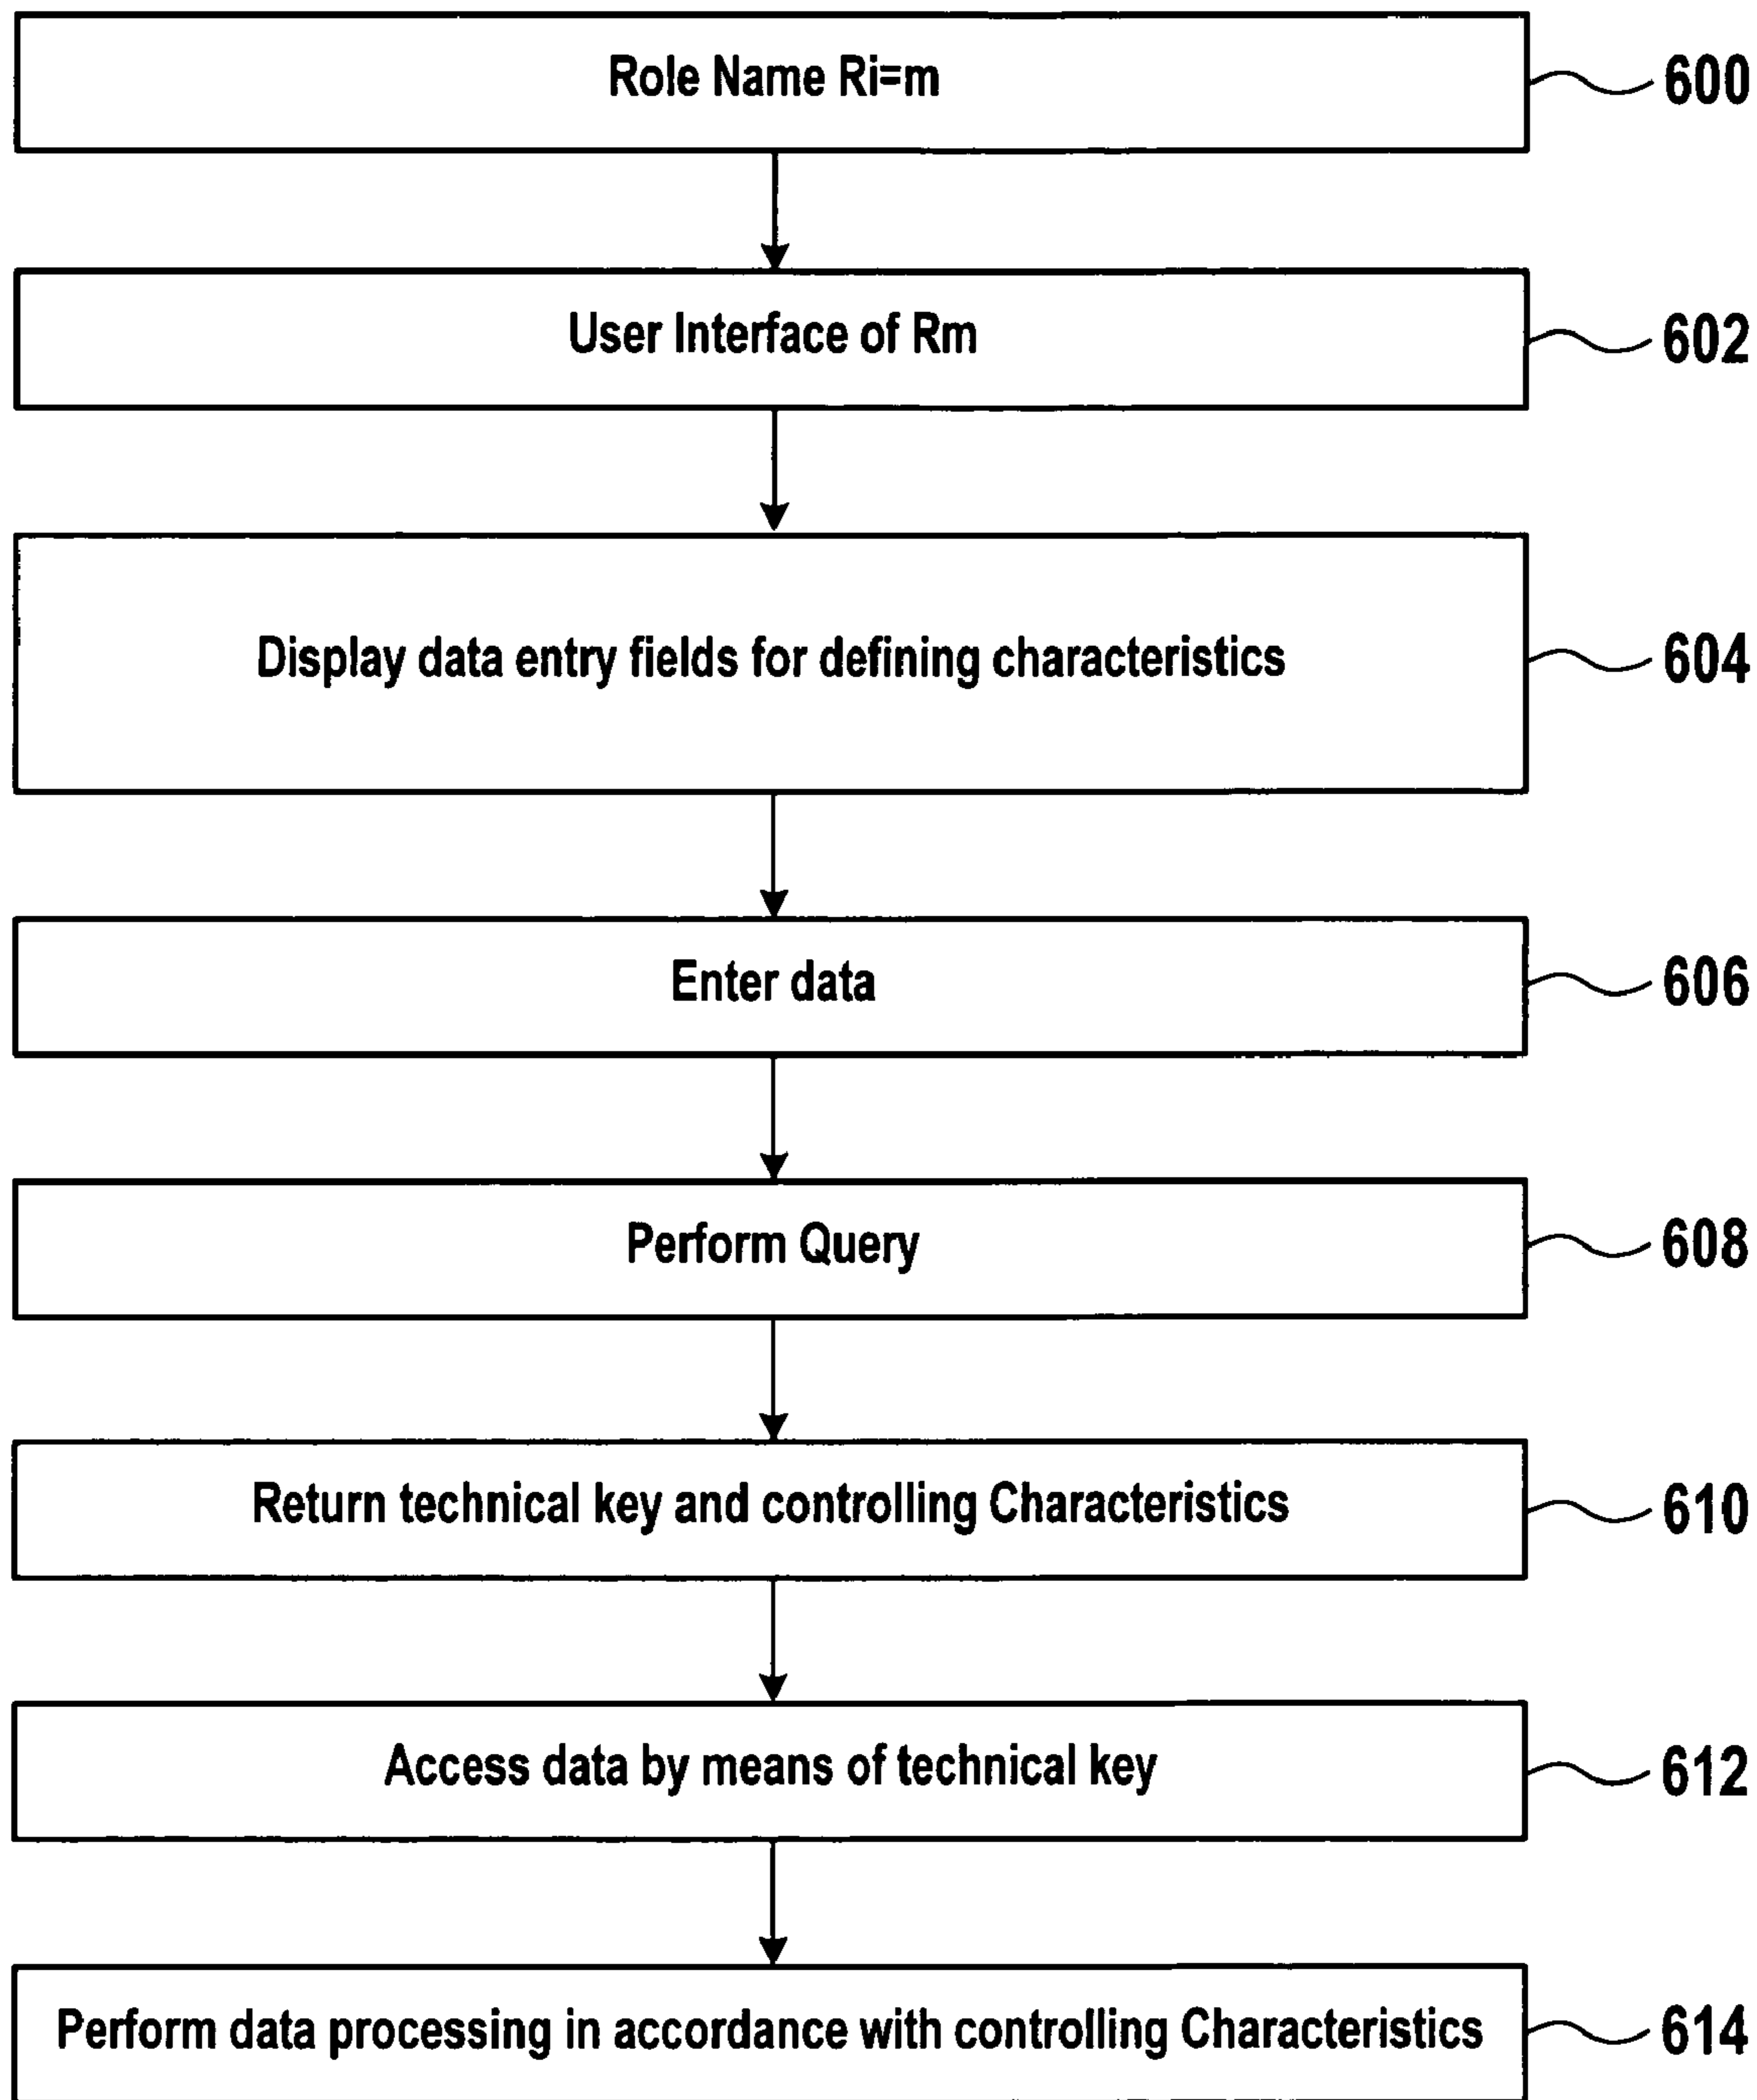 Role Name Ri=m
600
User Interface of Rm
602
Display data entry fields for defining characteristics
604
Enter data
606
Perform Query
608
Return technical key and controlling Characteristics
610
Access data by means of technical key
612
Perform data processing in accordance with controlling Characteristics
614